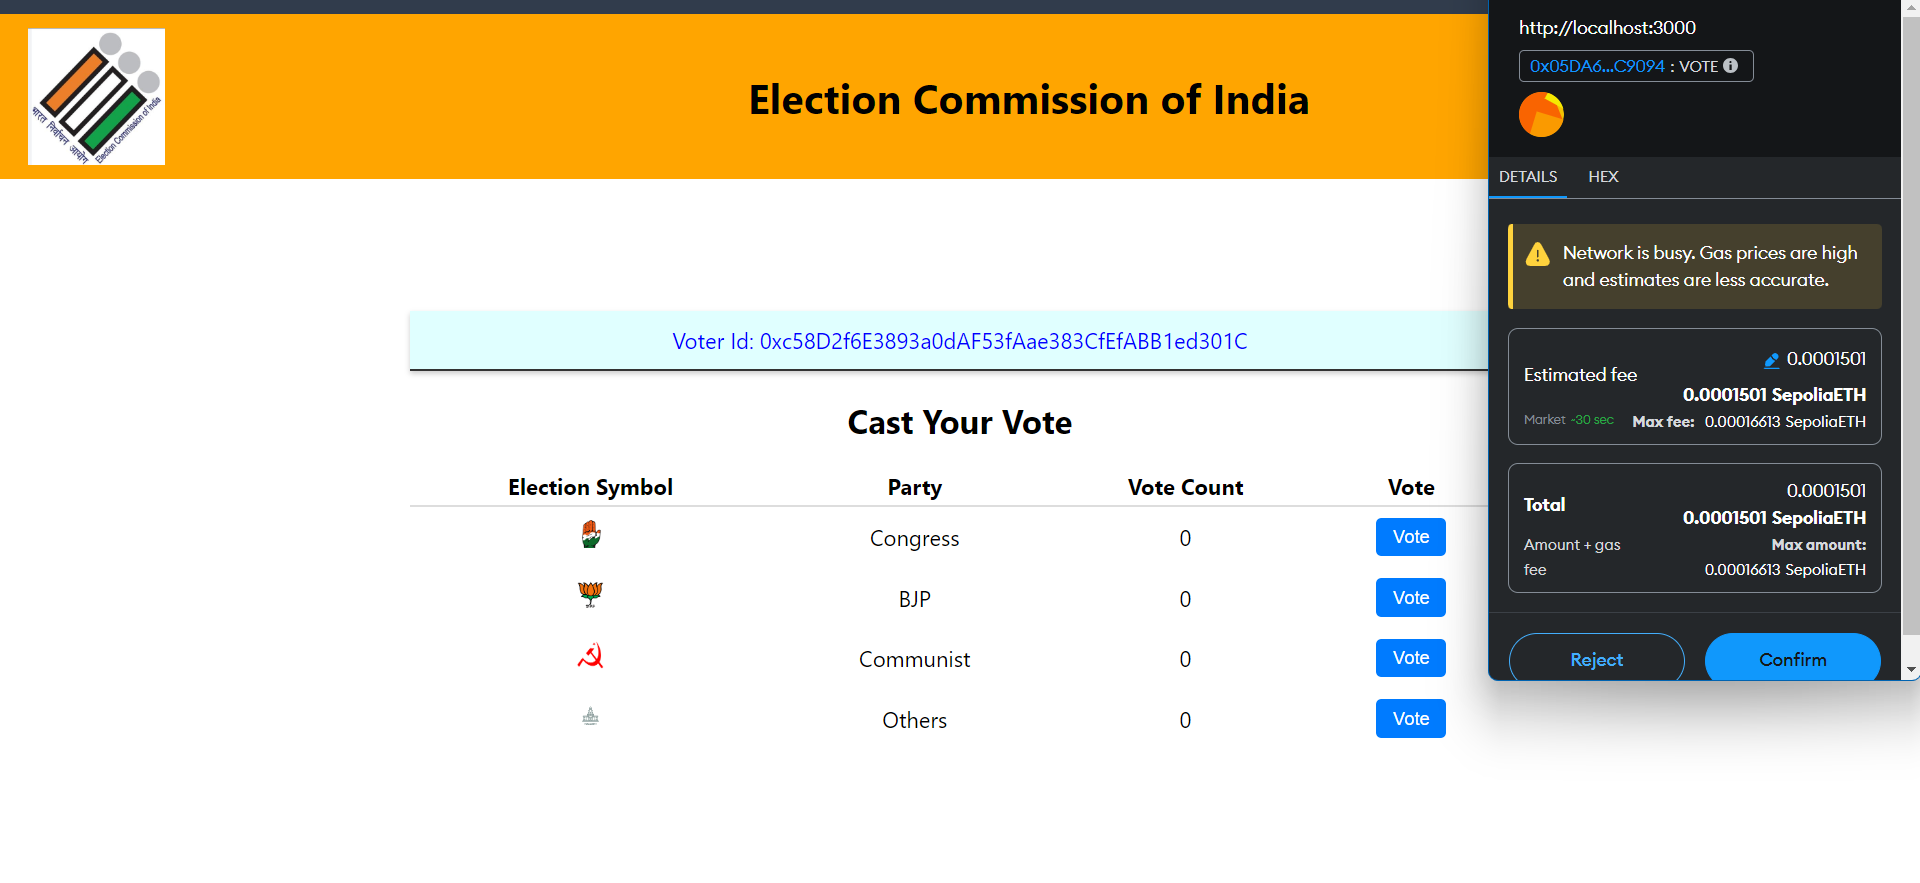 भारत निर्वाचन आयोग
Election Commission of India
Election Commission of India
Voter Id: 0xc58D2f6E3893a0dAF53fAae383CfEfABB1ed301C
Cast Your Vote
Election Symbol Party Vote Count Vote
Congress 0 Vote
BJP 0 Vote
Communist 0 Vote
Others 0 Vote
http://localhost:3000
0x05DA6...C9094 : VOTE
DETAILS HEX
Network is busy. Gas prices are high
and estimates are less accurate.
Estimated fee 0.0001501
0.0001501 SepoliaETH
Market ~30 sec Max fee: 0.00016613 SepoliaETH
Total 0.0001501
0.0001501 SepoliaETH
Amount + gas fee Max amount:
0.00016613 SepoliaETH
Reject Confirm